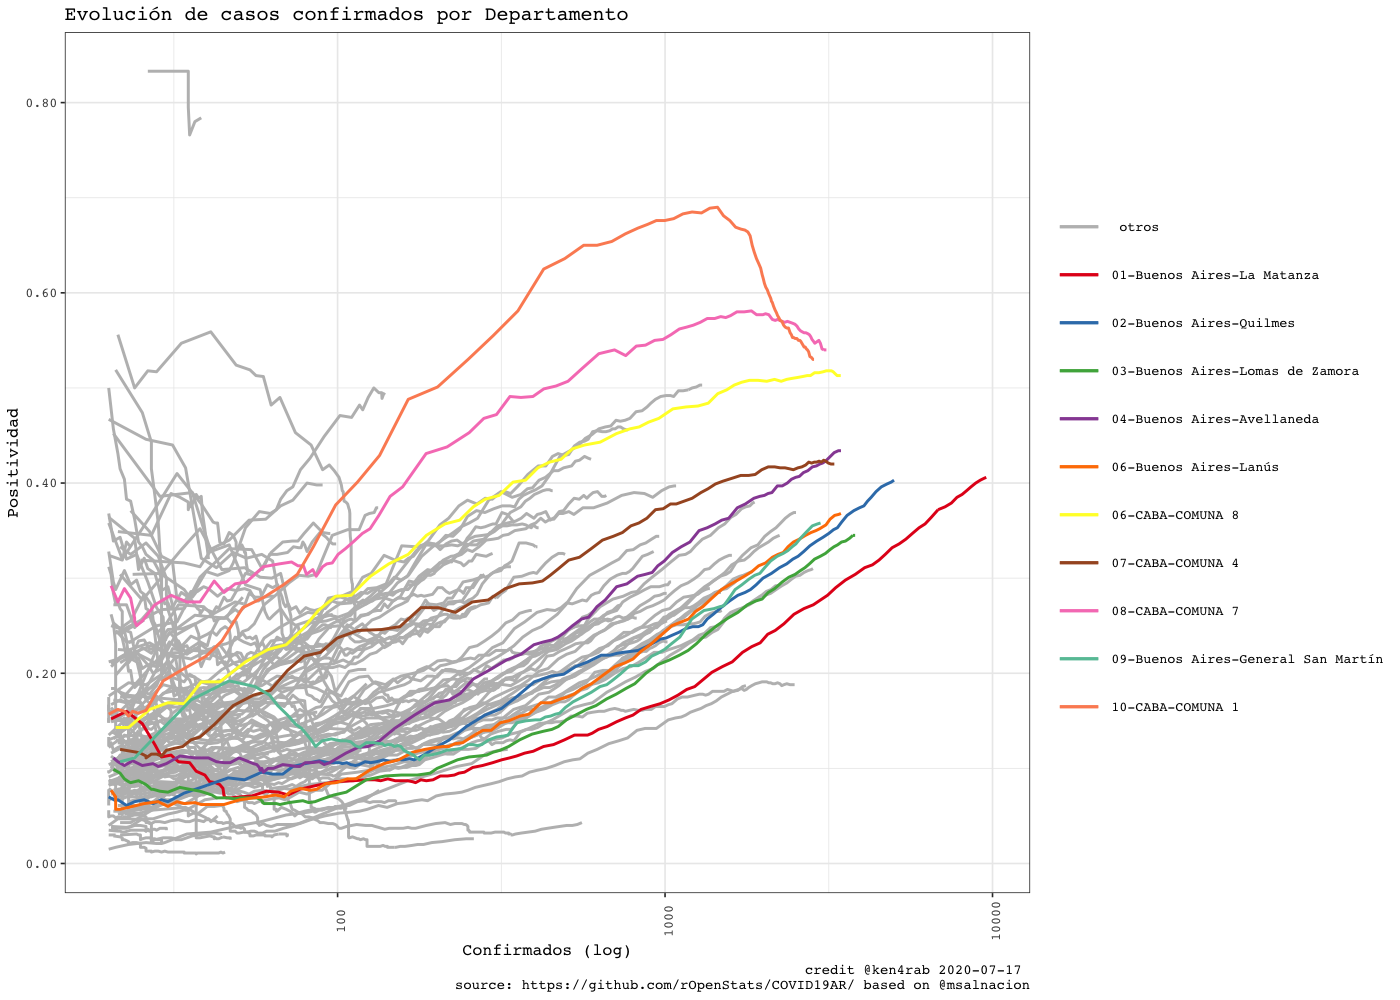 Evolución de casos confirmados por Departamento
Positividad
0.80
0.60
0.40
0.20
0.00
100
1000
10000
Confirmados (log)
otros
01-Buenos Aires-La Matanza
02-Buenos Aires-Quilmes
03-Buenos Aires-Lomas de Zamora
04-Buenos Aires-Avellaneda
06-Buenos Aires-Lanús
06-CABA-COMUNA 8
07-CABA-COMUNA 4
08-CABA-COMUNA 7
09-Buenos Aires-General San Martín
10-CABA-COMUNA 1
credit @ken4rab 2020-07-17
source: https://github.com/rOpenStats/COVID19AR/ based on @msalnacion